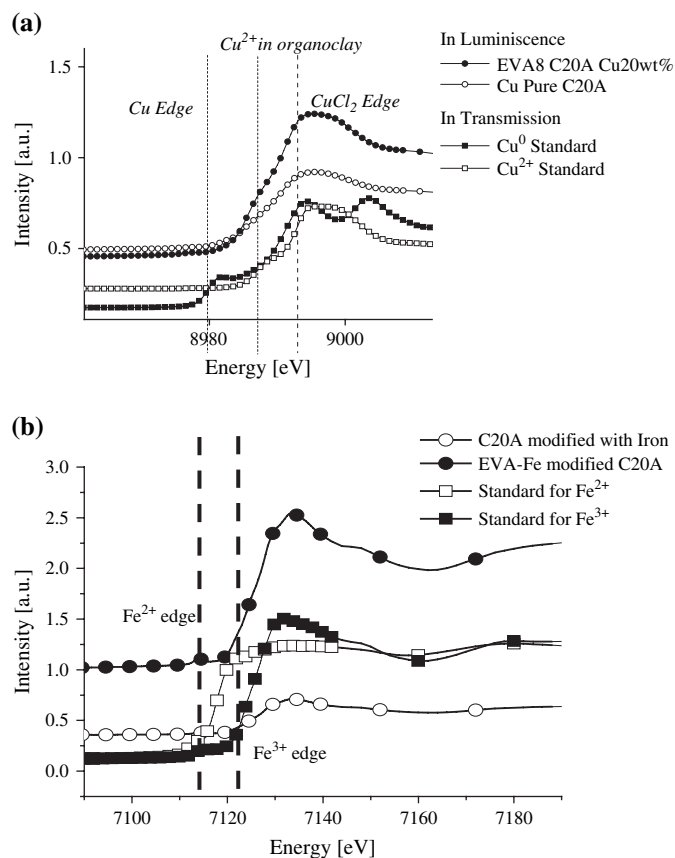 (a)
Cu²⁺in organoclay
Cu Edge
CuCl₂ Edge
In Luminiscence
EVA8 C20A Cu20wt%
Cu Pure C20A
In Transmission
Cu⁰ Standard
Cu²⁺ Standard
1.5
1.0
0.5
Intensity [a.u.]
8980
9000
Energy [eV]
(b)
C20A modified with Iron
EVA-Fe modified C20A
Standard for Fe²⁺
Standard for Fe³⁺
3.0
2.5
2.0
1.5
1.0
0.5
0.0
Intensity [a.u.]
Fe²⁺ edge
Fe³⁺ edge
7100
7120
7140
7160
7180
Energy [eV]